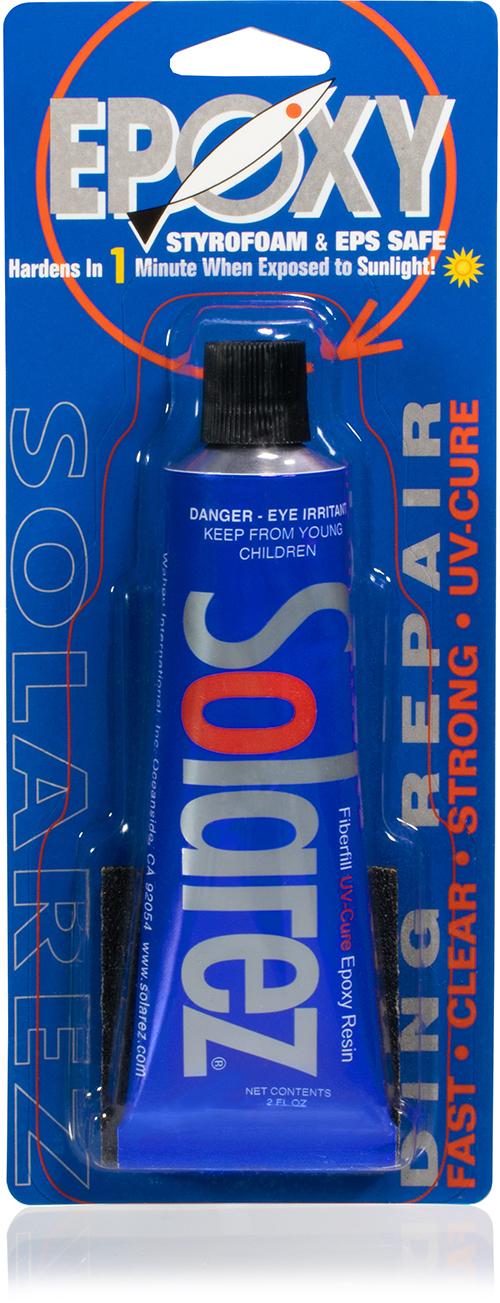 EPOXY
STYROFOAM & EPS SAFE
Hardens In 1 Minute When Exposed to Sunlight!
SOLAREZ
DANGER - EYE IRRITANT
KEEP FROM YOUNG
CHILDREN
Wahoo International, Inc. Oceanside, CA 92054 www.solarez.com
Solarez®
Fiberfill UV-Cure Epoxy Resin
NET CONTENTS
2 FL OZ
DING REPAIR
FAST • CLEAR • STRONG • UV-CURE